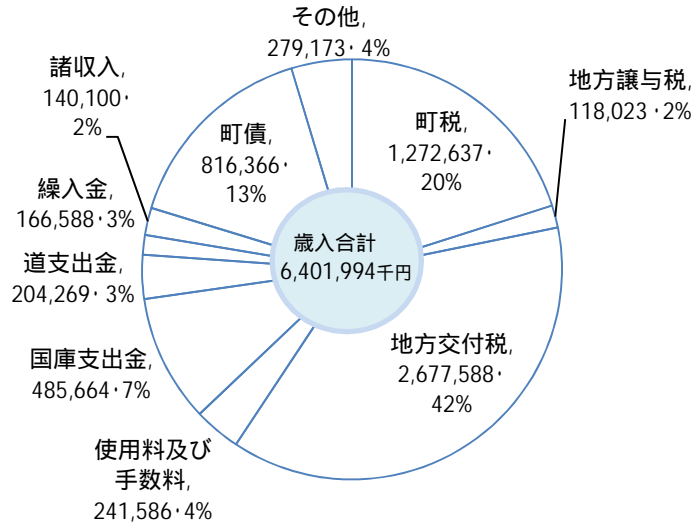 その他,
279,173・4%
地方譲与税,
118,023・2%
町税,
1,272,637・
20%
諸収入,
140,100・
2%
町債,
816,366・
13%
繰入金,
166,588・3%
道支出金,
204,269・3%
歳入合計
6,401,994千円
地方交付税,
2,677,588・
42%
国庫支出金,
485,664・7%
使用料及び
手数料,
241,586・4%